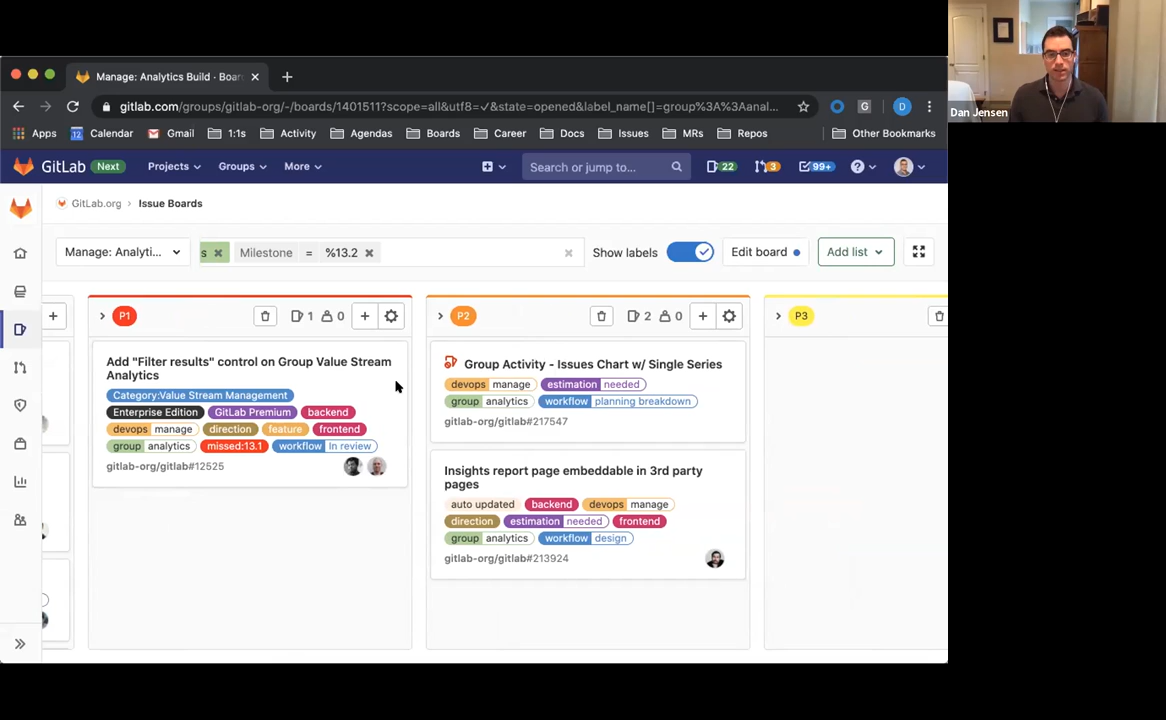 Manage: Analytics Build · Boar
gitlab.com/groups/gitlab-org/-/boards/1401511?scope=all&utf8=✓&state=opened&label_name[]=group%3A%3Aanal...
G
D
Apps
Calendar
Gmail
1:1s
Activity
Agendas
Boards
Career
Docs
Issues
MRs
Repos
Other Bookmarks
GitLab Next
Projects
Groups
More
Search or jump to...
22
3
99+
GitLab.org › Issue Boards
Manage: Analyti...
s
Milestone = %13.2
Show labels
Edit board
Add list
P1
1 0
Add "Filter results" control on Group Value Stream
Analytics
Category:Value Stream Management
Enterprise Edition GitLab Premium backend
devops manage direction feature frontend
group analytics missed:13.1 workflow In review
gitlab-org/gitlab#12525
P2
2 0
Group Activity - Issues Chart w/ Single Series
devops manage estimation needed
group analytics workflow planning breakdown
gitlab-org/gitlab#217547
Insights report page embeddable in 3rd party
pages
auto updated backend devops manage
direction estimation needed frontend
group analytics workflow design
gitlab-org/gitlab#213924
P3
Dan Jensen